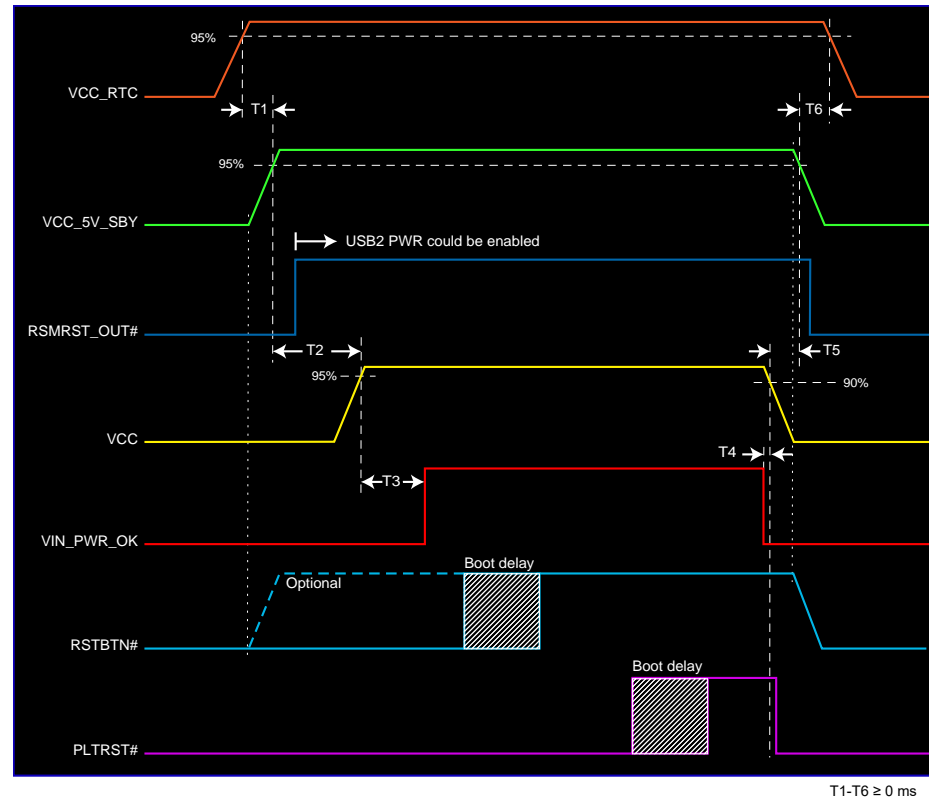 95%
VCC_RTC
T1
T6
95%
VCC_5V_SBY
USB2 PWR could be enabled
RSMRST_OUT#
T2
T5
95%
90%
VCC
T4
T3
VIN_PWR_OK
Boot delay
Optional
RSTBTN#
Boot delay
PLTRST#
T1-T6 ≥ 0 ms